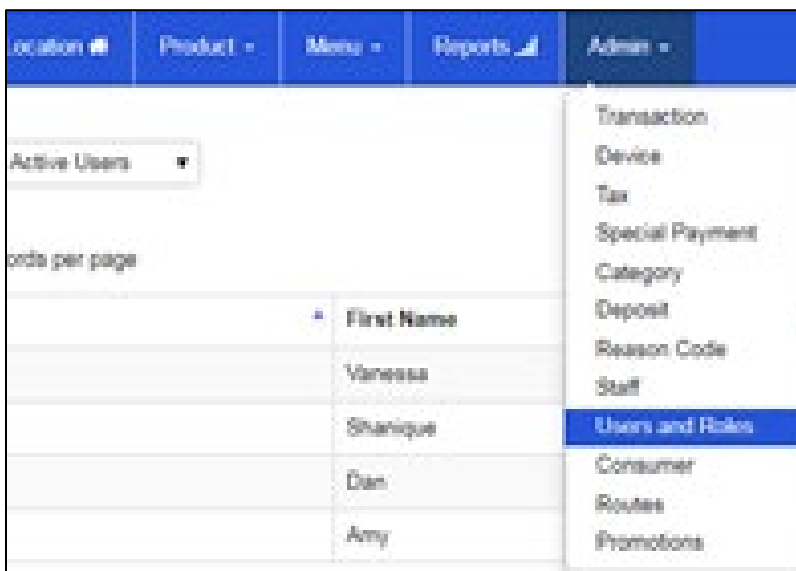 ocation Product Menu Reports Admin
Transaction
Active Users
Device
Tax
Special Payment
ords per page
Category
Deposit
First Name
Reason Code
Vanessa
Staff
Shanique
Users and Roles
Consumer
Dan
Routes
Amy
Promotions